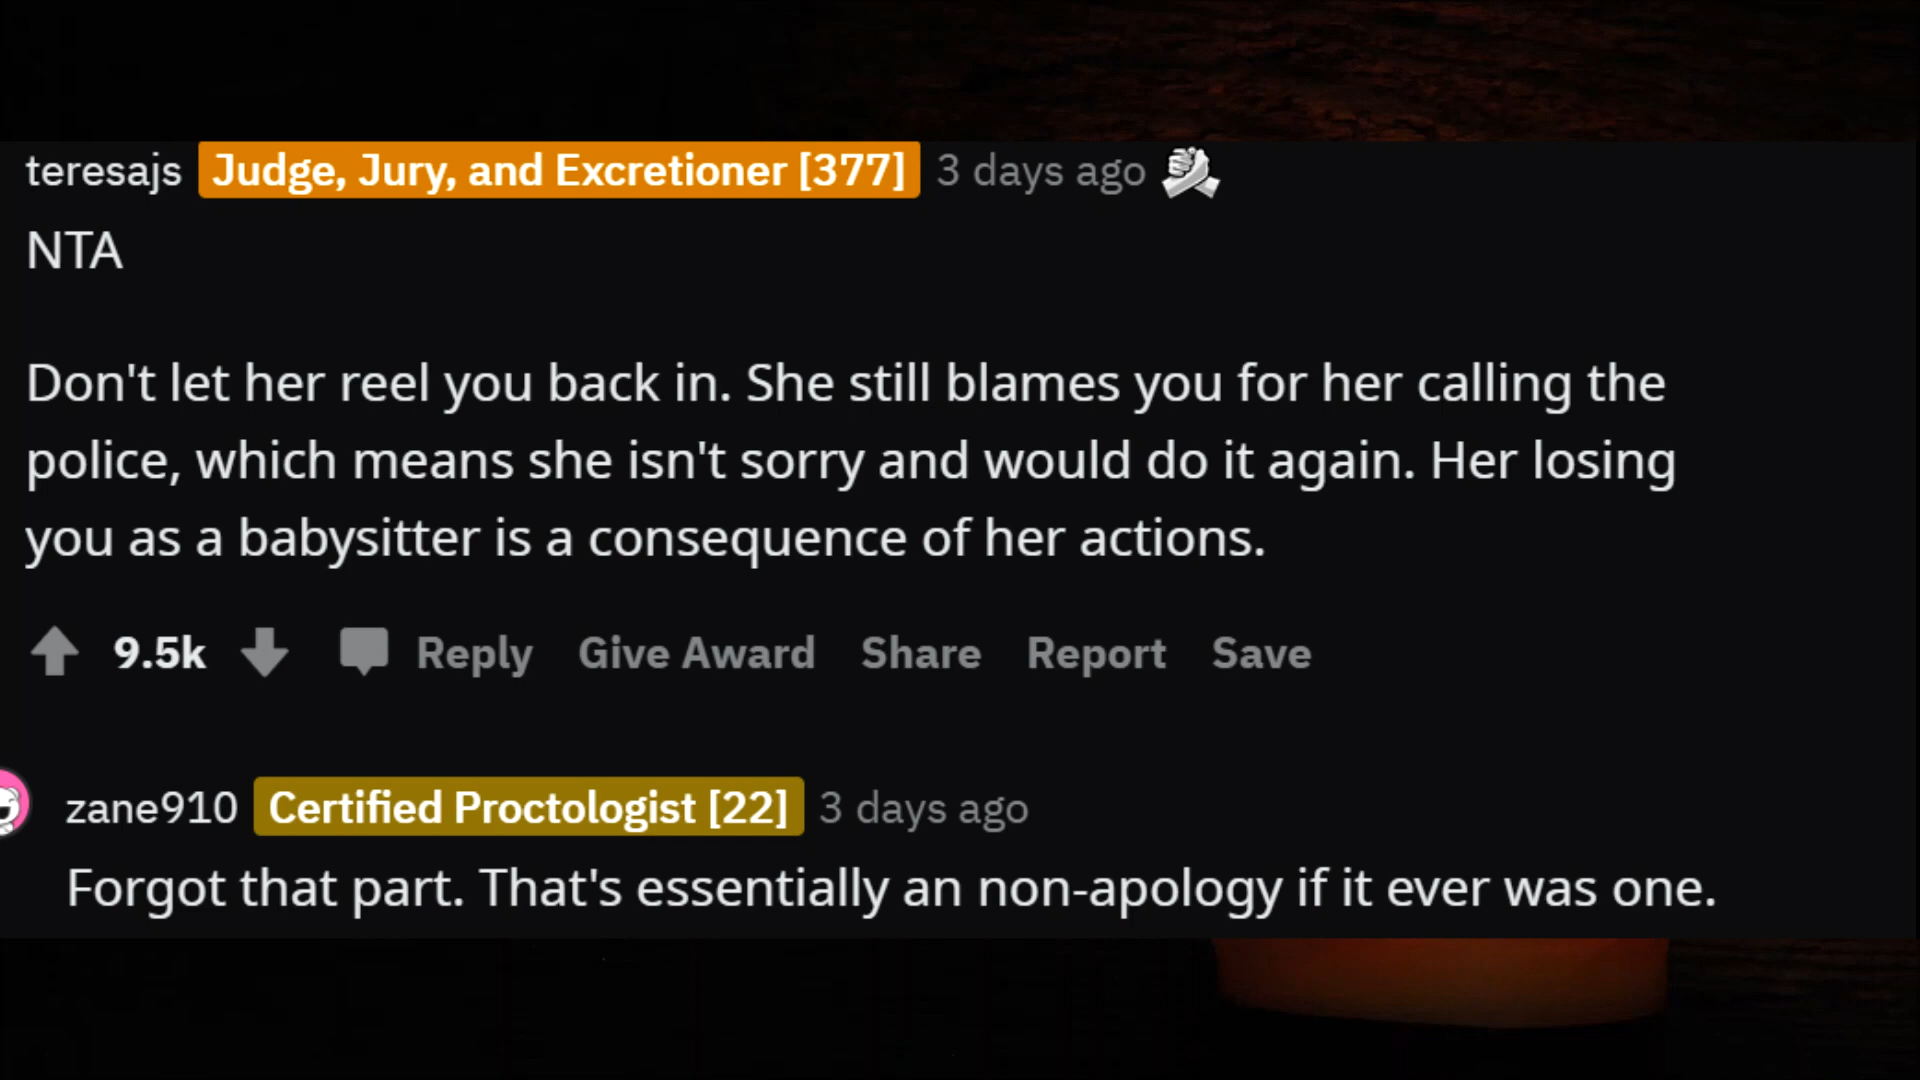 teresajs Judge, Jury, and Excretioner [377] 3 days ago
NTA
Don't let her reel you back in. She still blames you for her calling the
police, which means she isn't sorry and would do it again. Her losing
you as a babysitter is a consequence of her actions.
9.5k Reply Give Award Share Report Save
zane910 Certified Proctologist [22] 3 days ago
Forgot that part. That's essentially an non-apology if it ever was one.